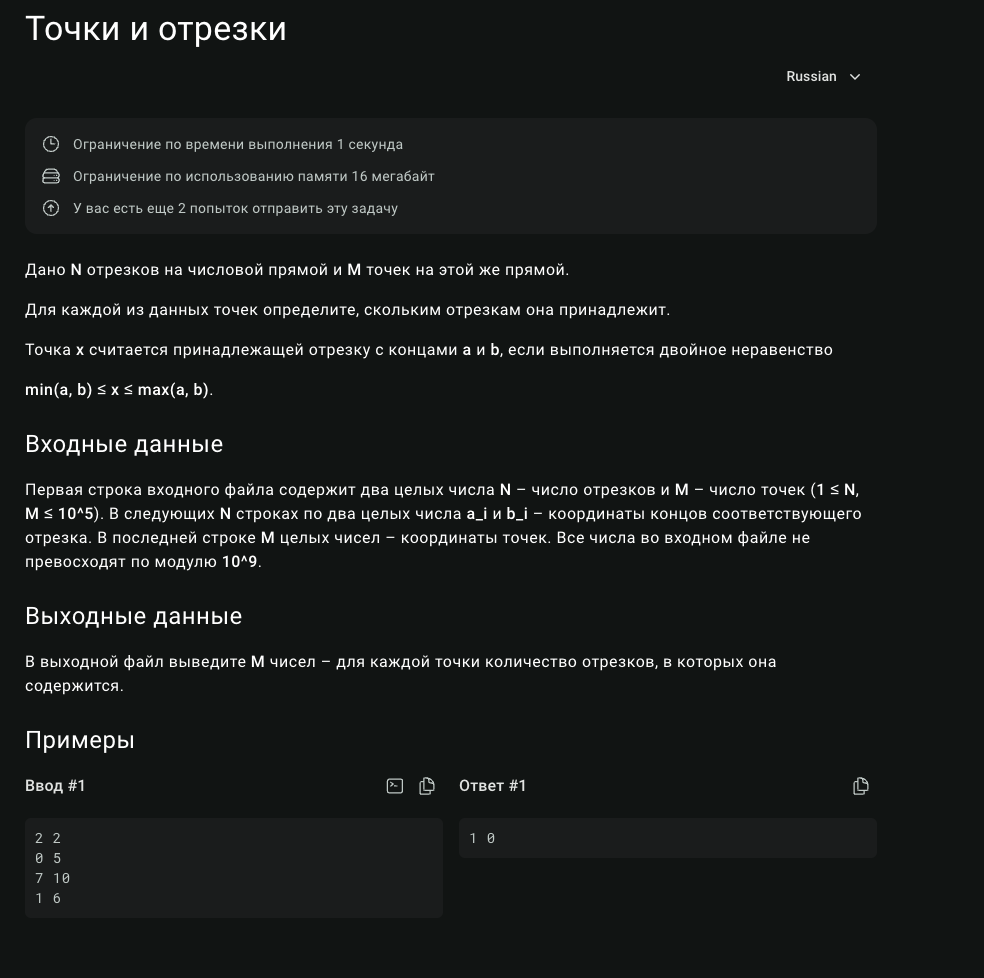 Точки и отрезки
Russian
Ограничение по времени выполнения 1 секунда
Ограничение по использованию памяти 16 мегабайт
У вас есть еще 2 попыток отправить эту задачу
Дано N отрезков на числовой прямой и M точек на этой же прямой.
Для каждой из данных точек определите, скольким отрезкам она принадлежит.
Точка x считается принадлежащей отрезку с концами a и b, если выполняется двойное неравенство
min(a, b) ≤ x ≤ max(a, b).
Входные данные
Первая строка входного файла содержит два целых числа N – число отрезков и M – число точек (1 ≤ N,
M ≤ 10^5). В следующих N строках по два целых числа a_i и b_i – координаты концов соответствующего
отрезка. В последней строке M целых чисел – координаты точек. Все числа во входном файле не
превосходят по модулю 10^9.
Выходные данные
В выходной файл выведите M чисел – для каждой точки количество отрезков, в которых она
содержится.
Примеры
Ввод #1
Ответ #1
2 2
0 5
7 10
1 6
1 0